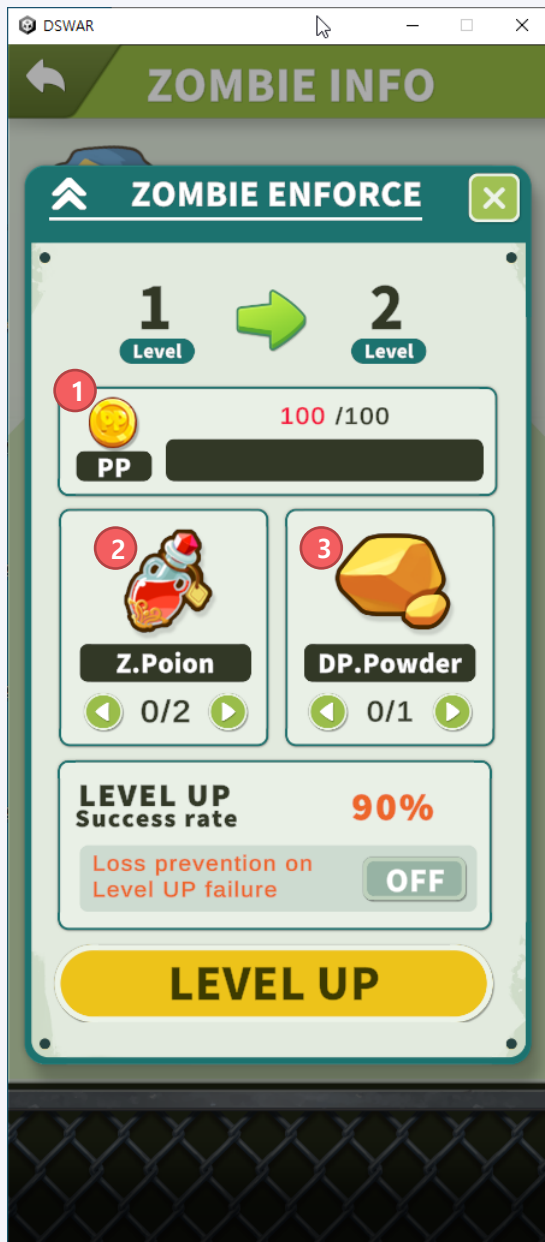 DSWAR
ZOMBIE INFO
ZOMBIE ENFORCE
1
2
Level
Level
1
PP
100 /100
PP
2
3
Z.Poion
DP.Powder
0/2
0/1
LEVEL UP
Success rate
90%
Loss prevention on
Level UP failure
OFF
LEVEL UP